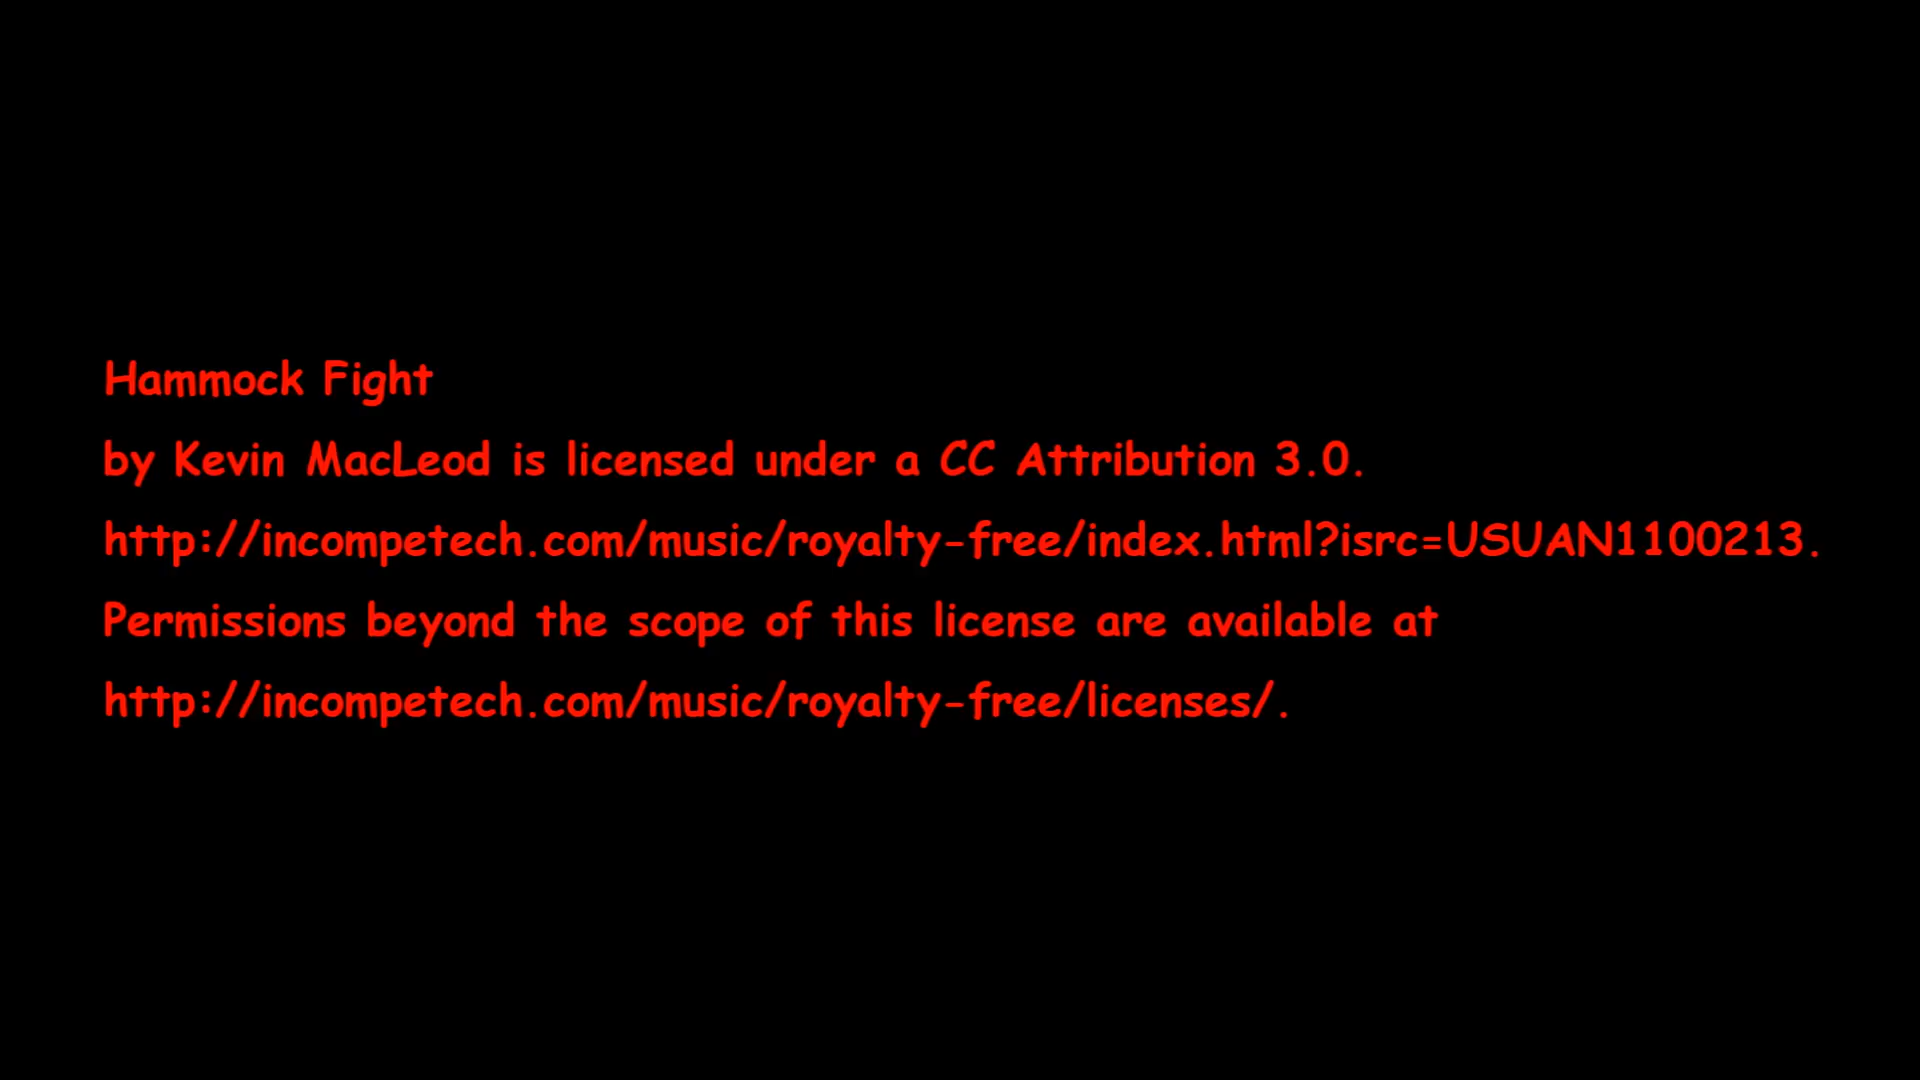 Hammock Fight
by Kevin MacLeod is licensed under a CC Attribution 3.0.
http://incompetech.com/music/royalty-free/index.html?isrc=USUAN1100213.
Permissions beyond the scope of this license are available at
http://incompetech.com/music/royalty-free/licenses/.